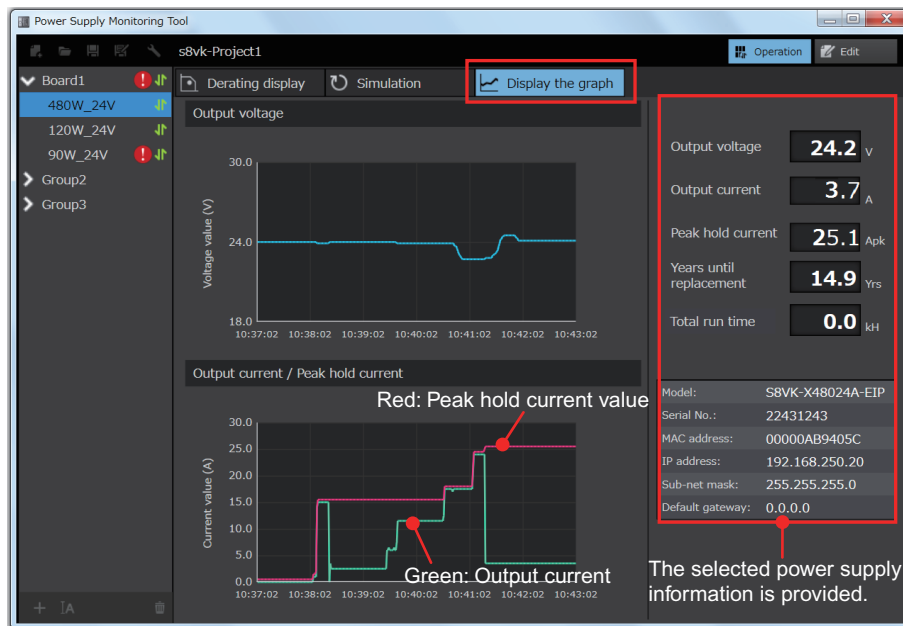 Power Supply Monitoring Tool
s8vk-Project1
Operation
Edit
Board1
480W_24V
120W_24V
90W_24V
Group2
Group3
Derating display
Simulation
Display the graph
Output voltage
Voltage value (V)
30.0
24.0
18.0
10:37:02 10:38:02 10:39:02 10:40:02 10:41:02 10:42:02 10:43:02
Output current / Peak hold current
Red: Peak hold current value
Current value (A)
30.0
25.0
20.0
15.0
10.0
5.0
0.0
Green: Output current
10:37:02 10:38:02 10:39:02 10:40:02 10:41:02 10:42:02 10:43:02
Output voltage 24.2 V
Output current 3.7 A
Peak hold current 25.1 Apk
Years until
replacement 14.9 Yrs
Total run time 0.0 kH
Model: S8VK-X48024A-EIP
Serial No.: 22431243
MAC address: 00000AB9405C
IP address: 192.168.250.20
Sub-net mask: 255.255.255.0
Default gateway: 0.0.0.0
The selected power supply
information is provided.